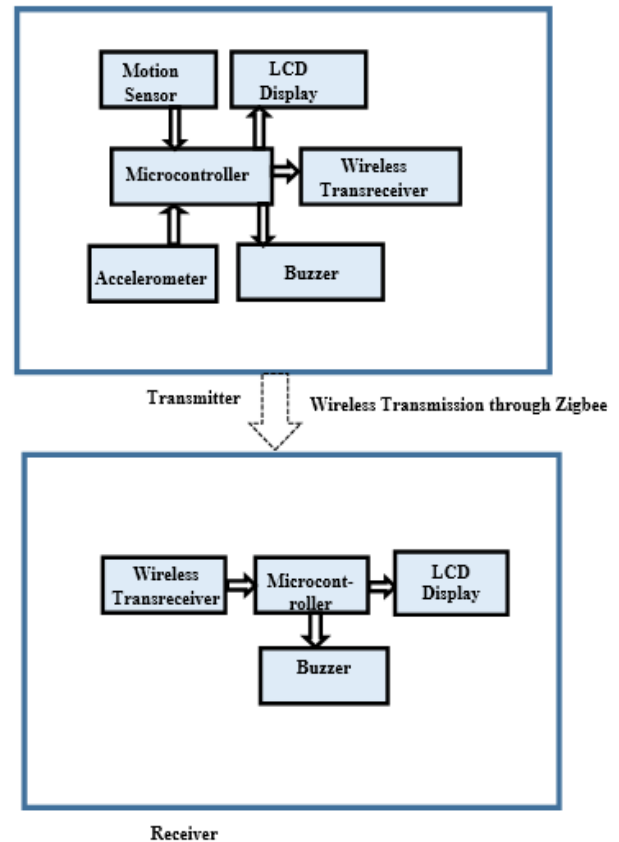 Motion
Sensor
LCD
Display
Microcontroller
Wireless
Transreceiver
Accelerometer
Buzzer
Transmitter
Wireless Transmission through Zigbee
Wireless
Transreceiver
Microcont-
roller
LCD
Display
Buzzer
Receiver